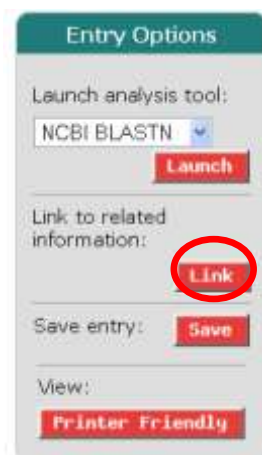 Entry Options
Launch analysis tool:
NCBI BLASTN
Launch
Link to related
information:
Link
Save entry:
Save
View:
Printer Friendly